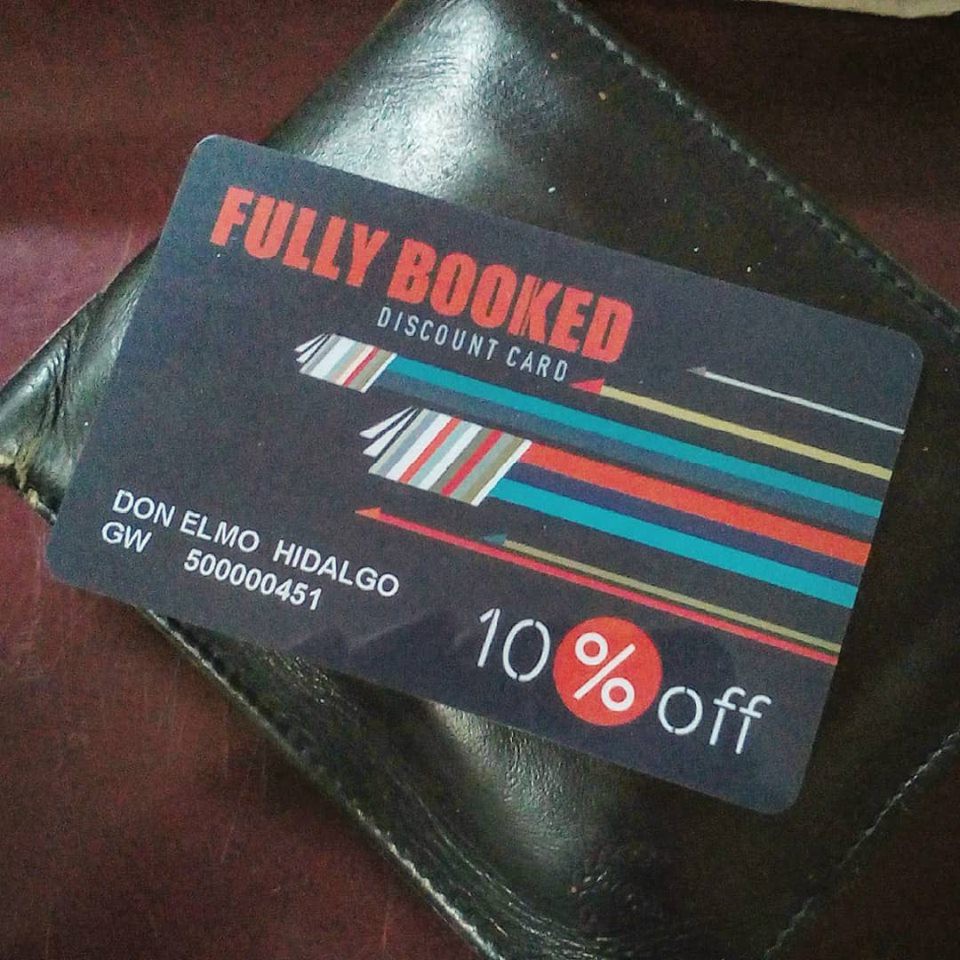 FULLY BOOKED
DISCOUNT CARD
DON ELMO HIDALGO
GW 500000451
10% off